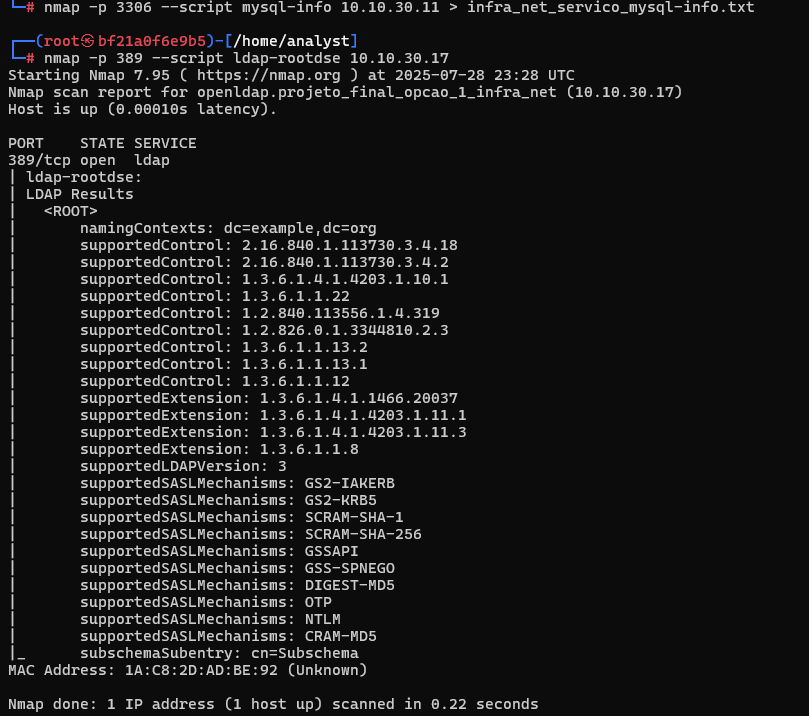 └─# nmap -p 3306 --script mysql-info 10.10.30.11 > infra_net_servico_mysql-info.txt
┌──(root㉿bf21a0f6e9b5)-[/home/analyst]
└─# nmap -p 389 --script ldap-rootdse 10.10.30.17
Starting Nmap 7.95 ( https://nmap.org ) at 2025-07-28 23:28 UTC
Nmap scan report for openldap.projeto_final_opcao_1_infra_net (10.10.30.17)
Host is up (0.00010s latency).
PORT    STATE SERVICE
389/tcp open  ldap
| ldap-rootdse:
| LDAP Results
|   <ROOT>
|       namingContexts: dc=example,dc=org
|       supportedControl: 2.16.840.1.113730.3.4.18
|       supportedControl: 2.16.840.1.113730.3.4.2
|       supportedControl: 1.3.6.1.4.1.4203.1.10.1
|       supportedControl: 1.3.6.1.1.22
|       supportedControl: 1.2.840.113556.1.4.319
|       supportedControl: 1.2.826.0.1.3344810.2.3
|       supportedControl: 1.3.6.1.1.13.2
|       supportedControl: 1.3.6.1.1.13.1
|       supportedControl: 1.3.6.1.1.12
|       supportedExtension: 1.3.6.1.4.1.1466.20037
|       supportedExtension: 1.3.6.1.4.1.4203.1.11.1
|       supportedExtension: 1.3.6.1.4.1.4203.1.11.3
|       supportedExtension: 1.3.6.1.1.8
|       supportedLDAPVersion: 3
|       supportedSASLMechanisms: GS2-IAKERB
|       supportedSASLMechanisms: GS2-KRB5
|       supportedSASLMechanisms: SCRAM-SHA-1
|       supportedSASLMechanisms: SCRAM-SHA-256
|       supportedSASLMechanisms: GSSAPI
|       supportedSASLMechanisms: GSS-SPNEGO
|       supportedSASLMechanisms: DIGEST-MD5
|       supportedSASLMechanisms: OTP
|       supportedSASLMechanisms: NTLM
|       supportedSASLMechanisms: CRAM-MD5
|_      subschemaSubentry: cn=Subschema
MAC Address: 1A:C8:2D:AD:BE:92 (Unknown)
Nmap done: 1 IP address (1 host up) scanned in 0.22 seconds